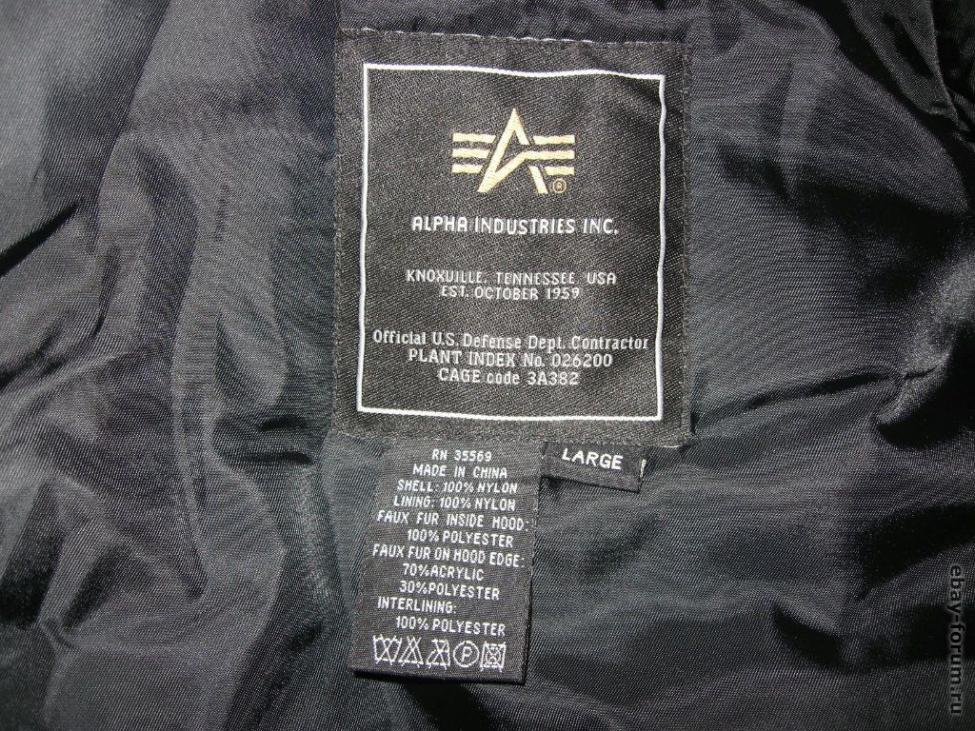 ®
ALPHA INDUSTRIES INC.
KNOXUILLE, TENNESSEE, USA
EST. OCTOBER 1959
Official U.S. Defense Dept. Contractor
PLANT INDEX No. 026200
CAGE code 3A382
LARGE
RN 35569
MADE IN CHINA
SHELL: 100% NYLON
LINING: 100% NYLON
FAUX FUR INSIDE HOOD:
100% POLYESTER
FAUX FUR ON HOOD EDGE:
70%ACRYLIC
30%POLYESTER
INTERLINING:
100% POLYESTER
P
ebay-forum.ru